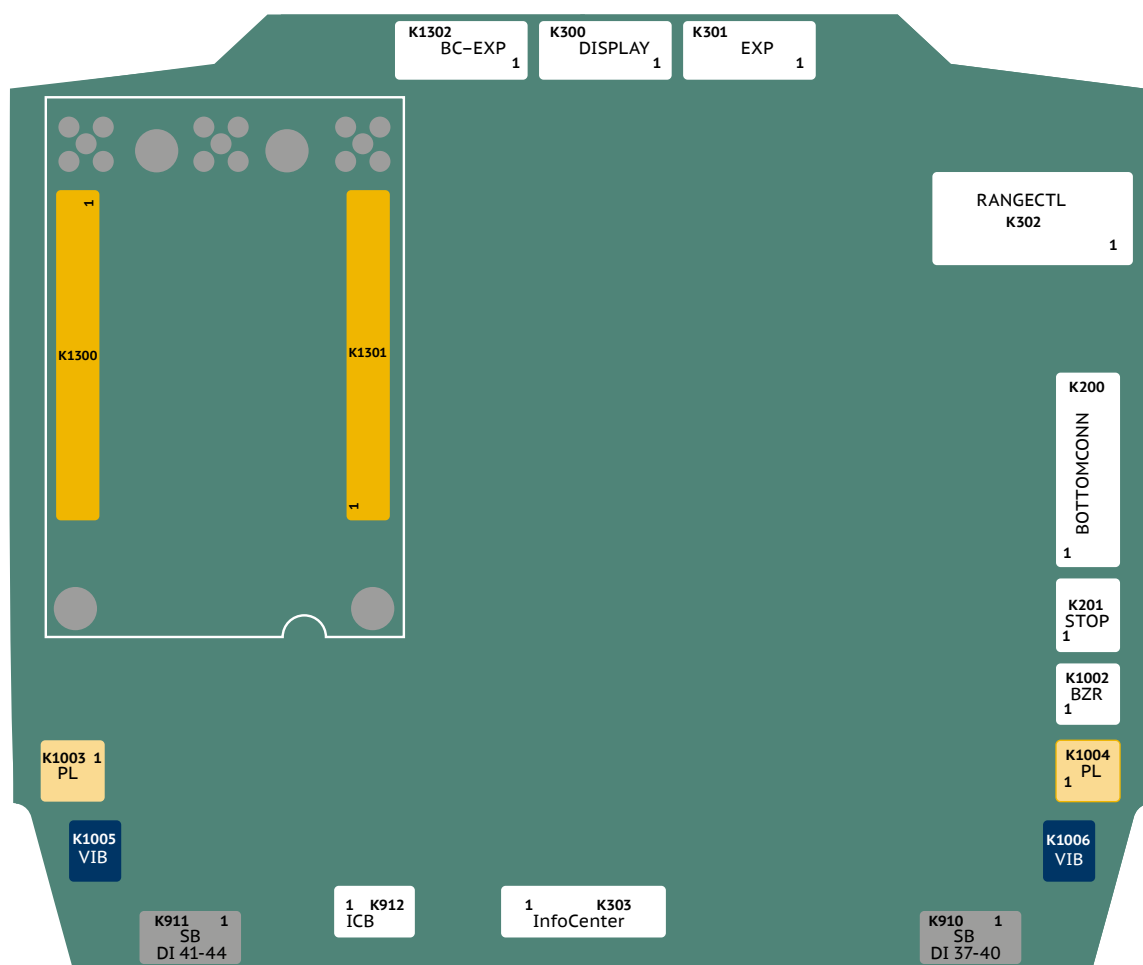 K1302
BC–EXP
1
K300
DISPLAY
1
K301
EXP
1
RANGECTL
K302
1
1
K1300
K1301
1
K200
BOTTOMCONN
1
K201
STOP
1
K1002
BZR
1
K1003 1
PL
K1004
PL
1
K1005
VIB
K1006
VIB
1 K912
ICB
1 K303
InfoCenter
K911 1
SB
DI 41-44
K910 1
SB
DI 37-40